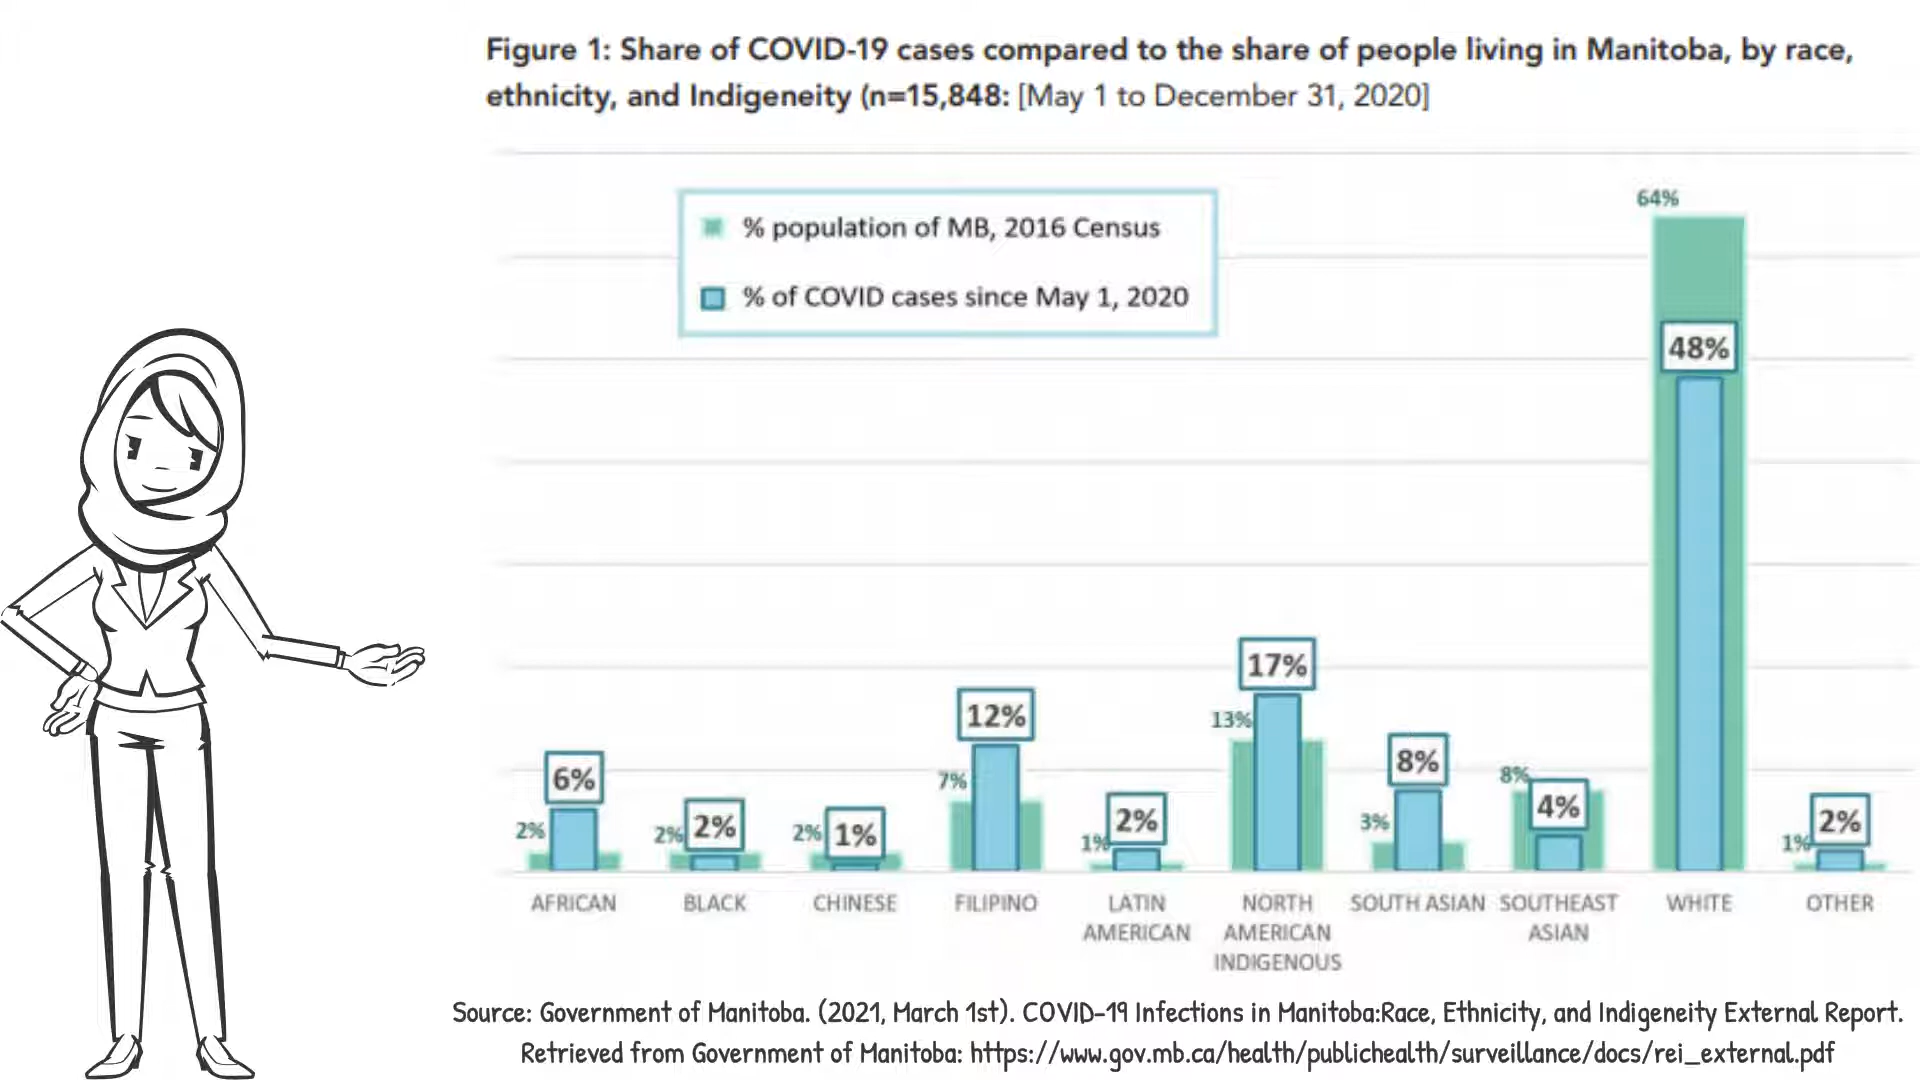 Figure 1: Share of COVID-19 cases compared to the share of people living in Manitoba, by race,
ethnicity, and Indigeneity (n=15,848: [May 1 to December 31, 2020]
% population of MB, 2016 Census
% of COVID cases since May 1, 2020
2%
6%
2%
2%
2%
1%
7%
12%
1%
2%
13%
17%
3%
8%
8%
4%
64%
48%
1%
2%
AFRICAN
BLACK
CHINESE
FILIPINO
LATIN
AMERICAN
NORTH
AMERICAN
INDIGENOUS
SOUTH ASIAN
SOUTHEAST
ASIAN
WHITE
OTHER
Source: Government of Manitoba. (2021, March 1st). COVID-19 Infections in Manitoba:Race, Ethnicity, and Indigeneity External Report.
Retrieved from Government of Manitoba: https://www.gov.mb.ca/health/publichealth/surveillance/docs/rei_external.pdf